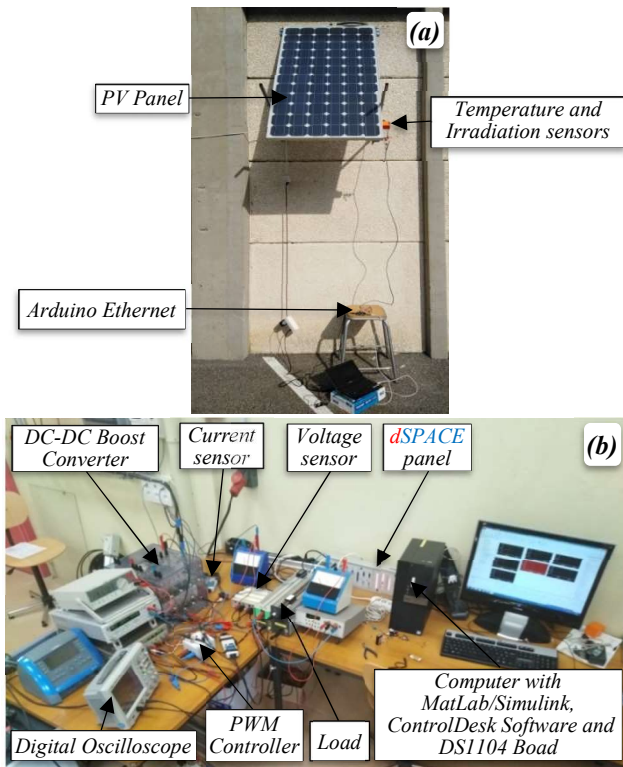 (a)
PV Panel
Temperature and
Irradiation sensors
Arduino Ethernet
(b)
DC-DC Boost
Converter
Current
sensor
Voltage
sensor
dSPACE
panel
Digital Oscilloscope
PWM
Controller
Load
Computer with
MatLab/Simulink,
ControlDesk Software and
DS1104 Boad